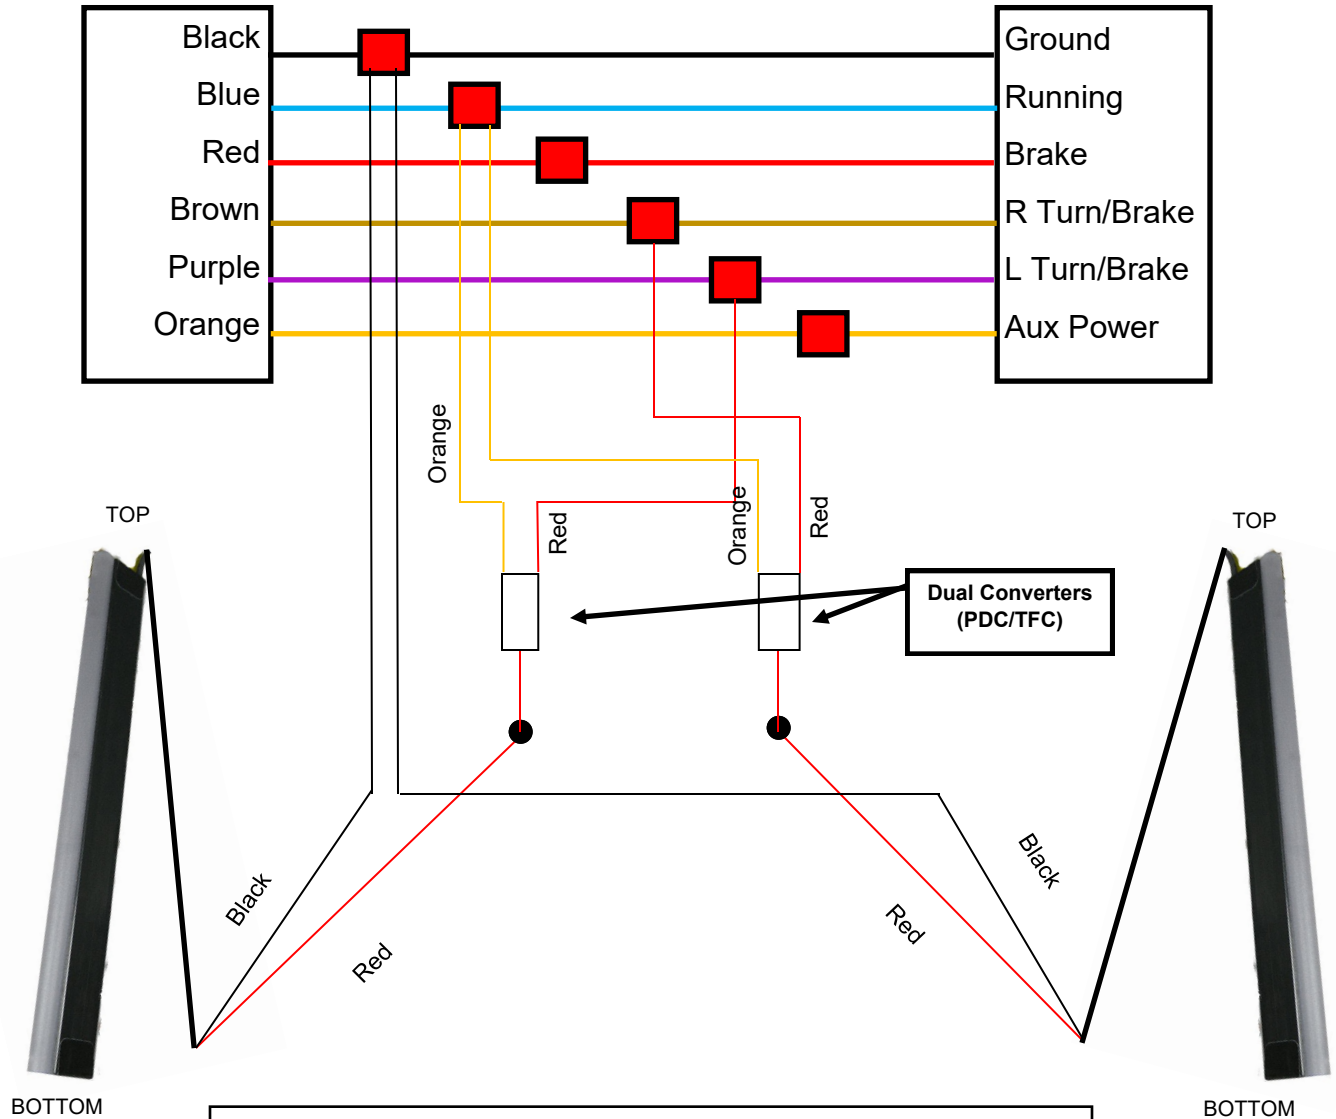 Black
Ground
Blue
Running
Red
Brake
Brown
R Turn/Brake
Purple
L Turn/Brake
Orange
Aux Power
Orange
Orange
Red
Red
TOP
TOP
Dual Converters
(PDC/TFC)
Black
Black
Red
Red
BOTTOM
BOTTOM